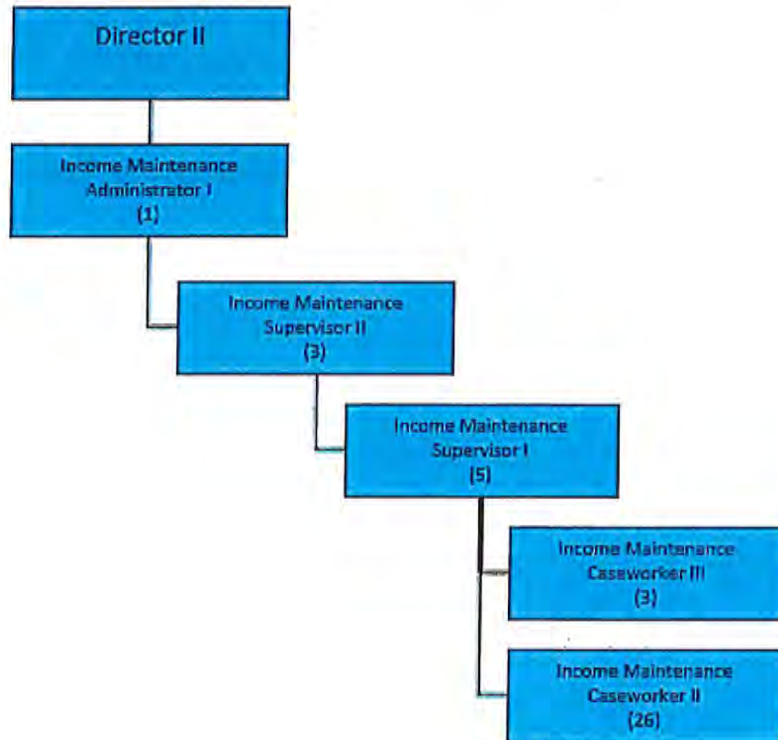 Director II
Income Maintenance
Administrator I
(1)
Income Maintenance
Supervisor II
(3)
Income Maintenance
Supervisor I
(5)
Income Maintenance
Caseworker III
(3)
Income Maintenance
Caseworker II
(26)